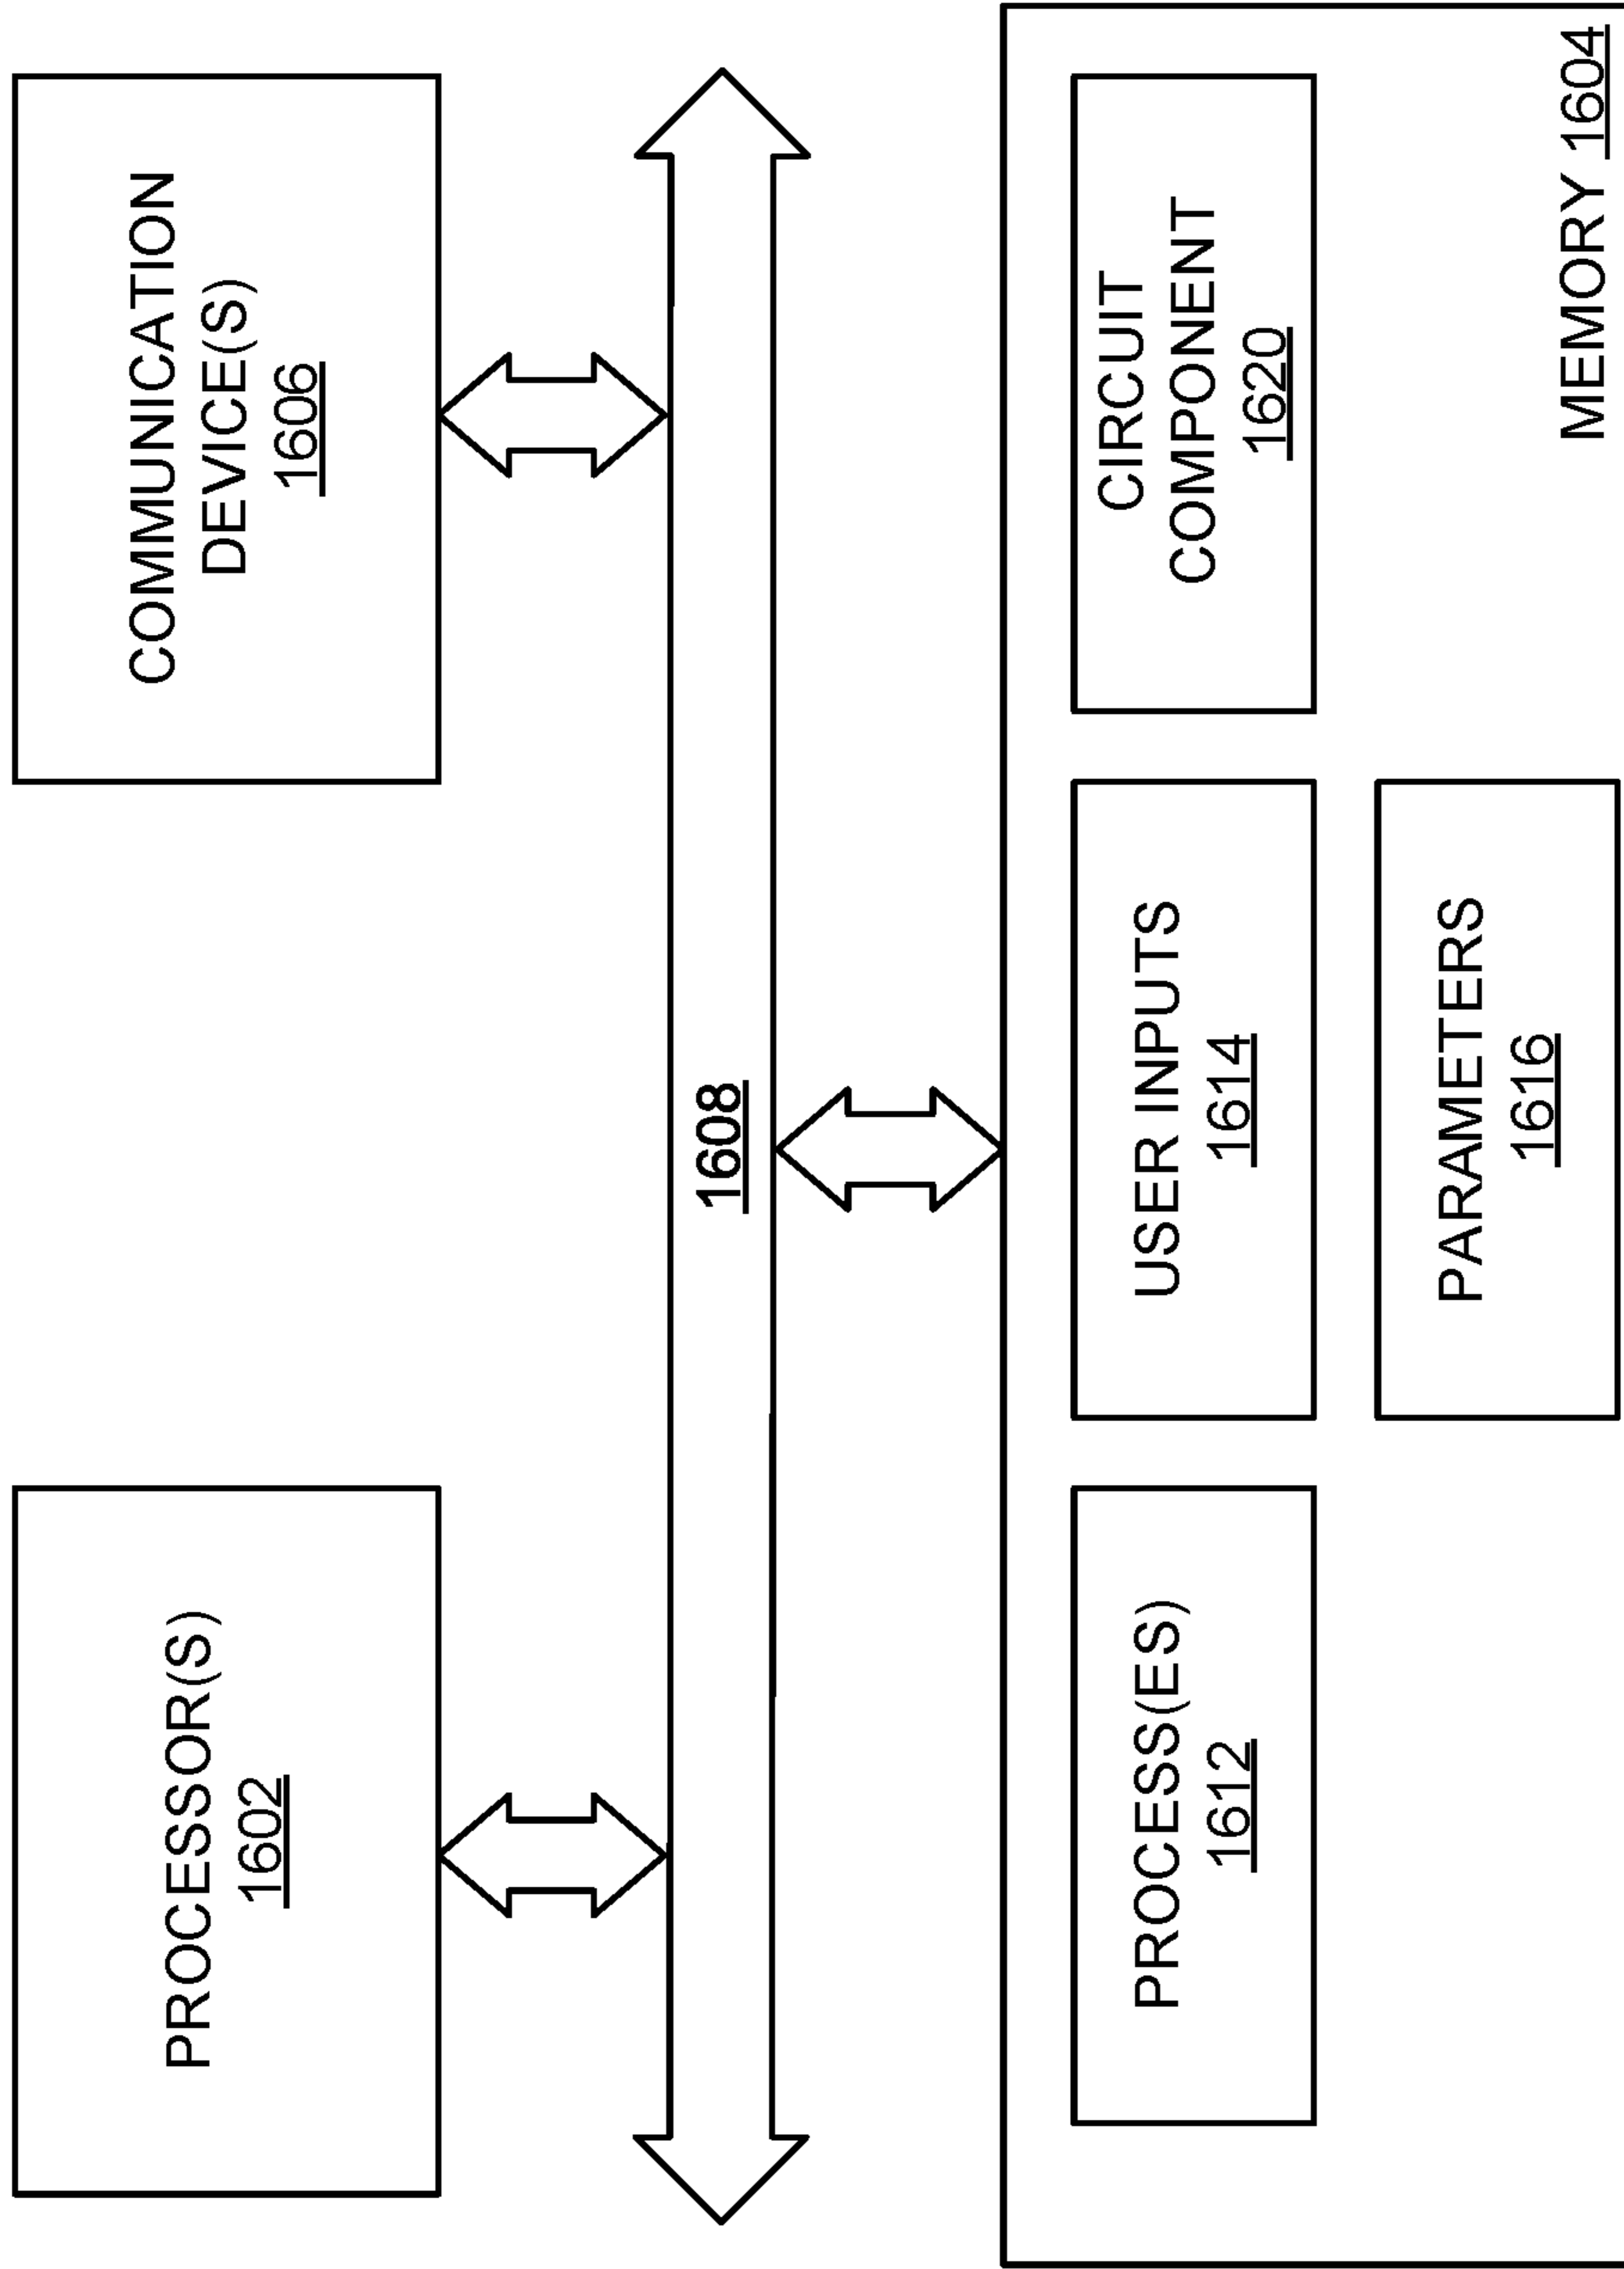 PROCESSOR(S)
1602
COMMUNICATION
DEVICE(S)
1606
1608
PROCESS(ES)
1612
USER INPUTS
1614
CIRCUIT
COMPONENT
1620
PARAMETERS
1616
MEMORY 1604